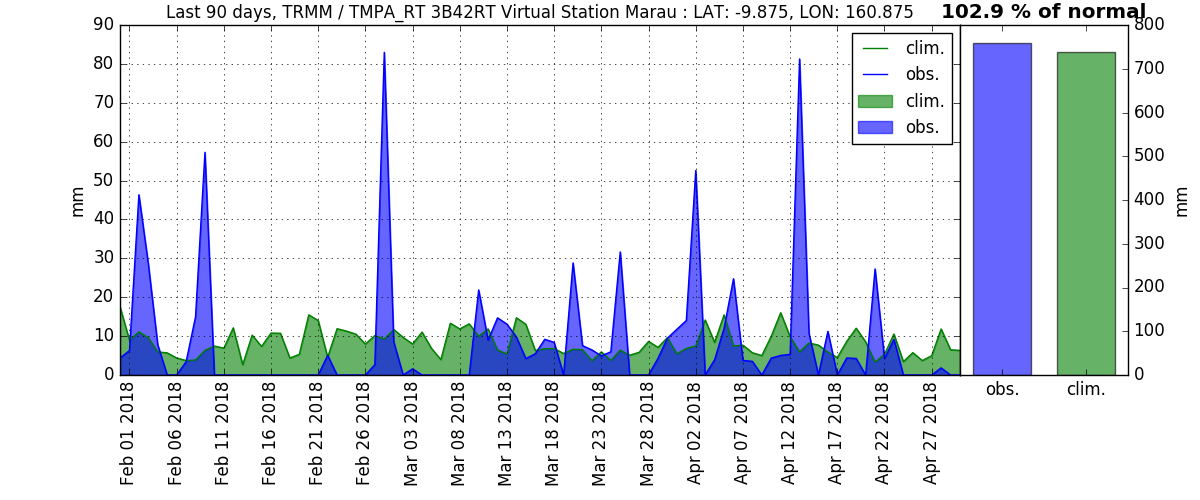 Last 90 days, TRMM / TMPA_RT 3B42RT Virtual Station Marau : LAT: -9.875, LON: 160.875
102.9 % of normal
90
80
70
60
50
40
30
20
10
0
mm
clim.
obs.
clim.
obs.
800
700
600
500
400
300
200
100
0
mm
Feb 01 2018
Feb 06 2018
Feb 11 2018
Feb 16 2018
Feb 21 2018
Feb 26 2018
Mar 03 2018
Mar 08 2018
Mar 13 2018
Mar 18 2018
Mar 23 2018
Mar 28 2018
Apr 02 2018
Apr 07 2018
Apr 12 2018
Apr 17 2018
Apr 22 2018
Apr 27 2018
obs.
clim.